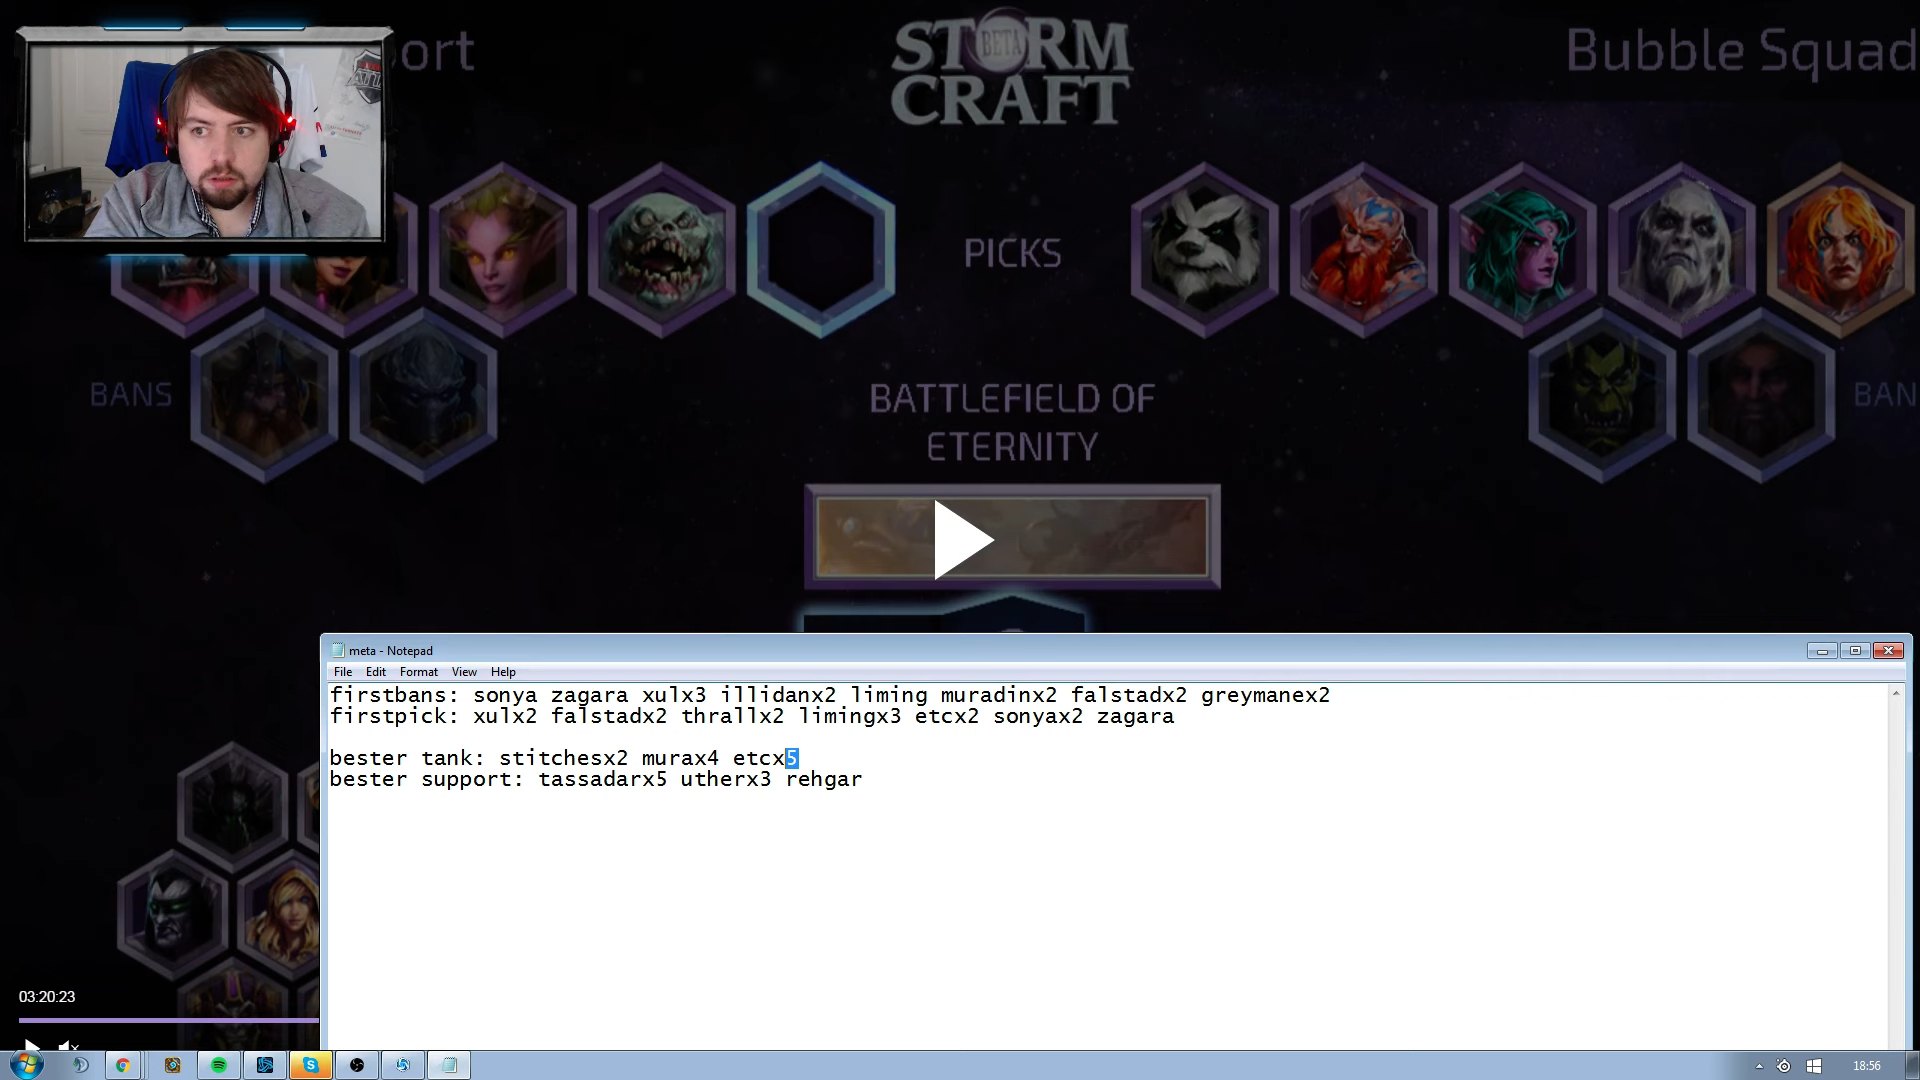 ort
STORM
BETA
CRAFT
Bubble Squad
PICKS
BANS
BAN
BATTLEFIELD OF
ETERNITY
meta - Notepad
File Edit Format View Help
firstbans: sonya zagara xulx3 illidanx2 liming muradinx2 falstadx2 greymanex2
firstpick: xulx2 falstadx2 thrallx2 limingx3 etcx2 sonyax2 zagara
bester tank: stitchesx2 murax4 etcx5
bester support: tassadarx5 utherx3 rehgar
03:20:23
18:56